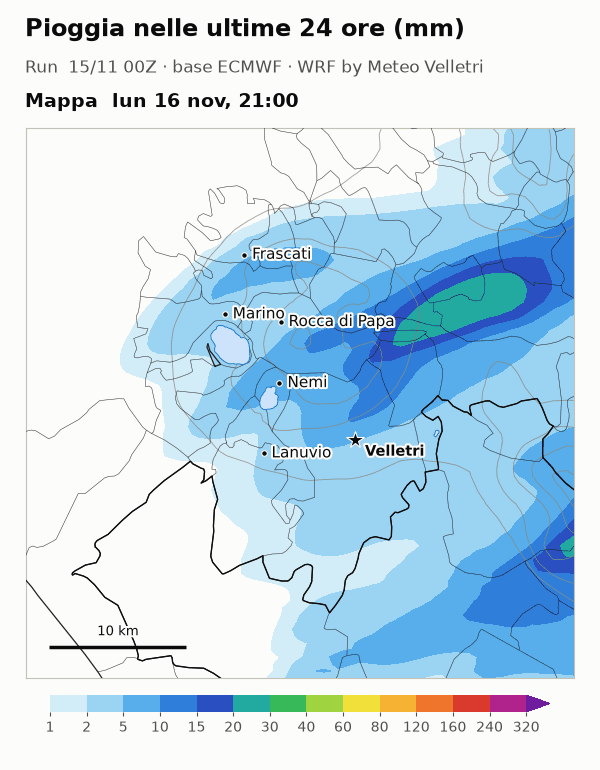 Pioggia nelle ultime 24 ore (mm)
Run  15/11 00Z · base ECMWF · WRF by Meteo Velletri
Mappa  lun 16 nov, 21:00
Frascati
Marino
Rocca di Papa
Nemi
Velletri
Lanuvio
10 km
1 2 5 10 15 20 30 40 60 80 120 160 240 320